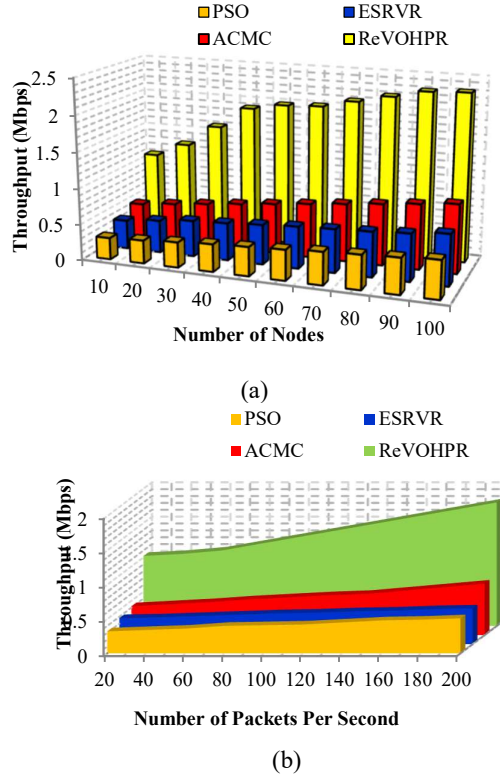 PSO ESRVR
ACMC ReVOHPR
Throughput (Mbps)
2.5
2
1.5
1
0.5
0
10 20 30 40 50 60 70 80 90 100
Number of Nodes
(a)
PSO ESRVR
ACMC ReVOHPR
Throughput (Mbps)
2
1.5
1
0.5
0
20 40 60 80 100 120 140 160 180 200
Number of Packets Per Second
(b)